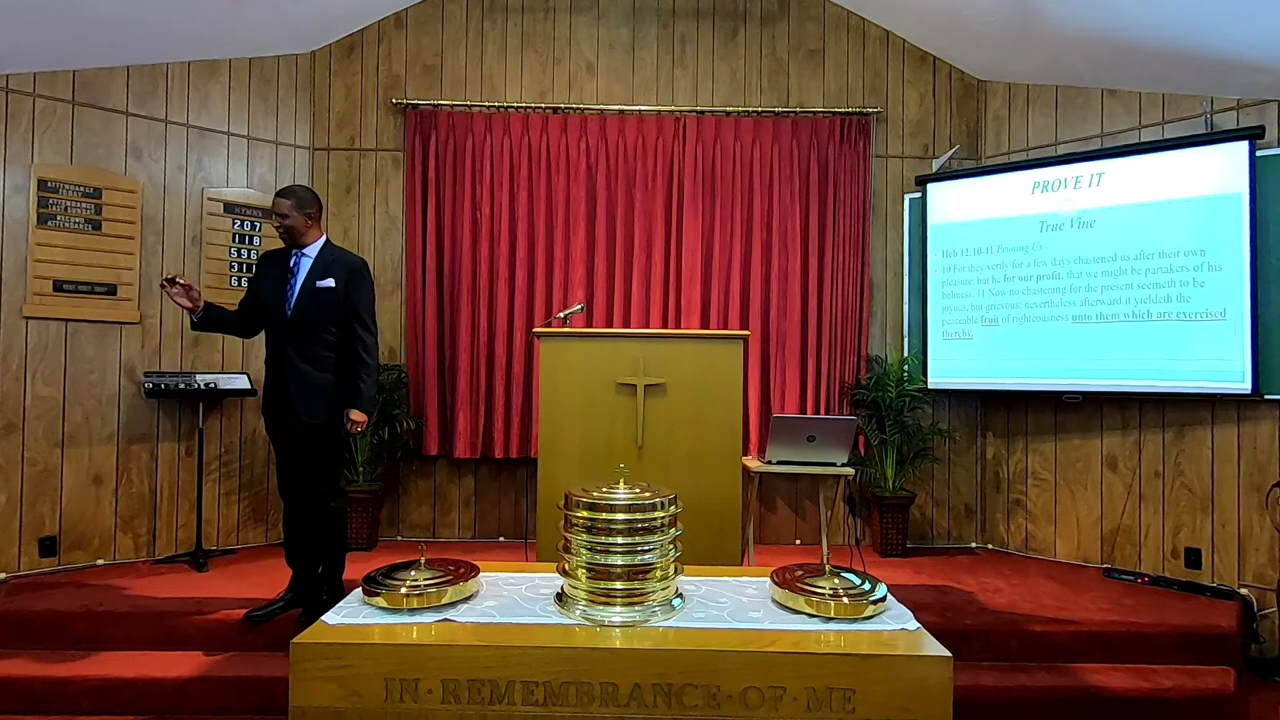 ATTENDANCE
TODAY
ATTENDANCE
LAST SUNDAY
RECORD
ATTENDANCE
HYMNS
207
118
596
31
66
PROVE IT
True Vine
Heb 12:10-11 Pruning Us
10 For they verily for a few days chastened us after their own
pleasure; but he for our profit, that we might be partakers of his
holiness. 11 Now no chastening for the present seemeth to be
joyous, but grievous: nevertheless afterward it yieldeth the
peaceable fruit of righteousness unto them which are exercised
thereby.
IN·REMEMBRANCE·OF·ME